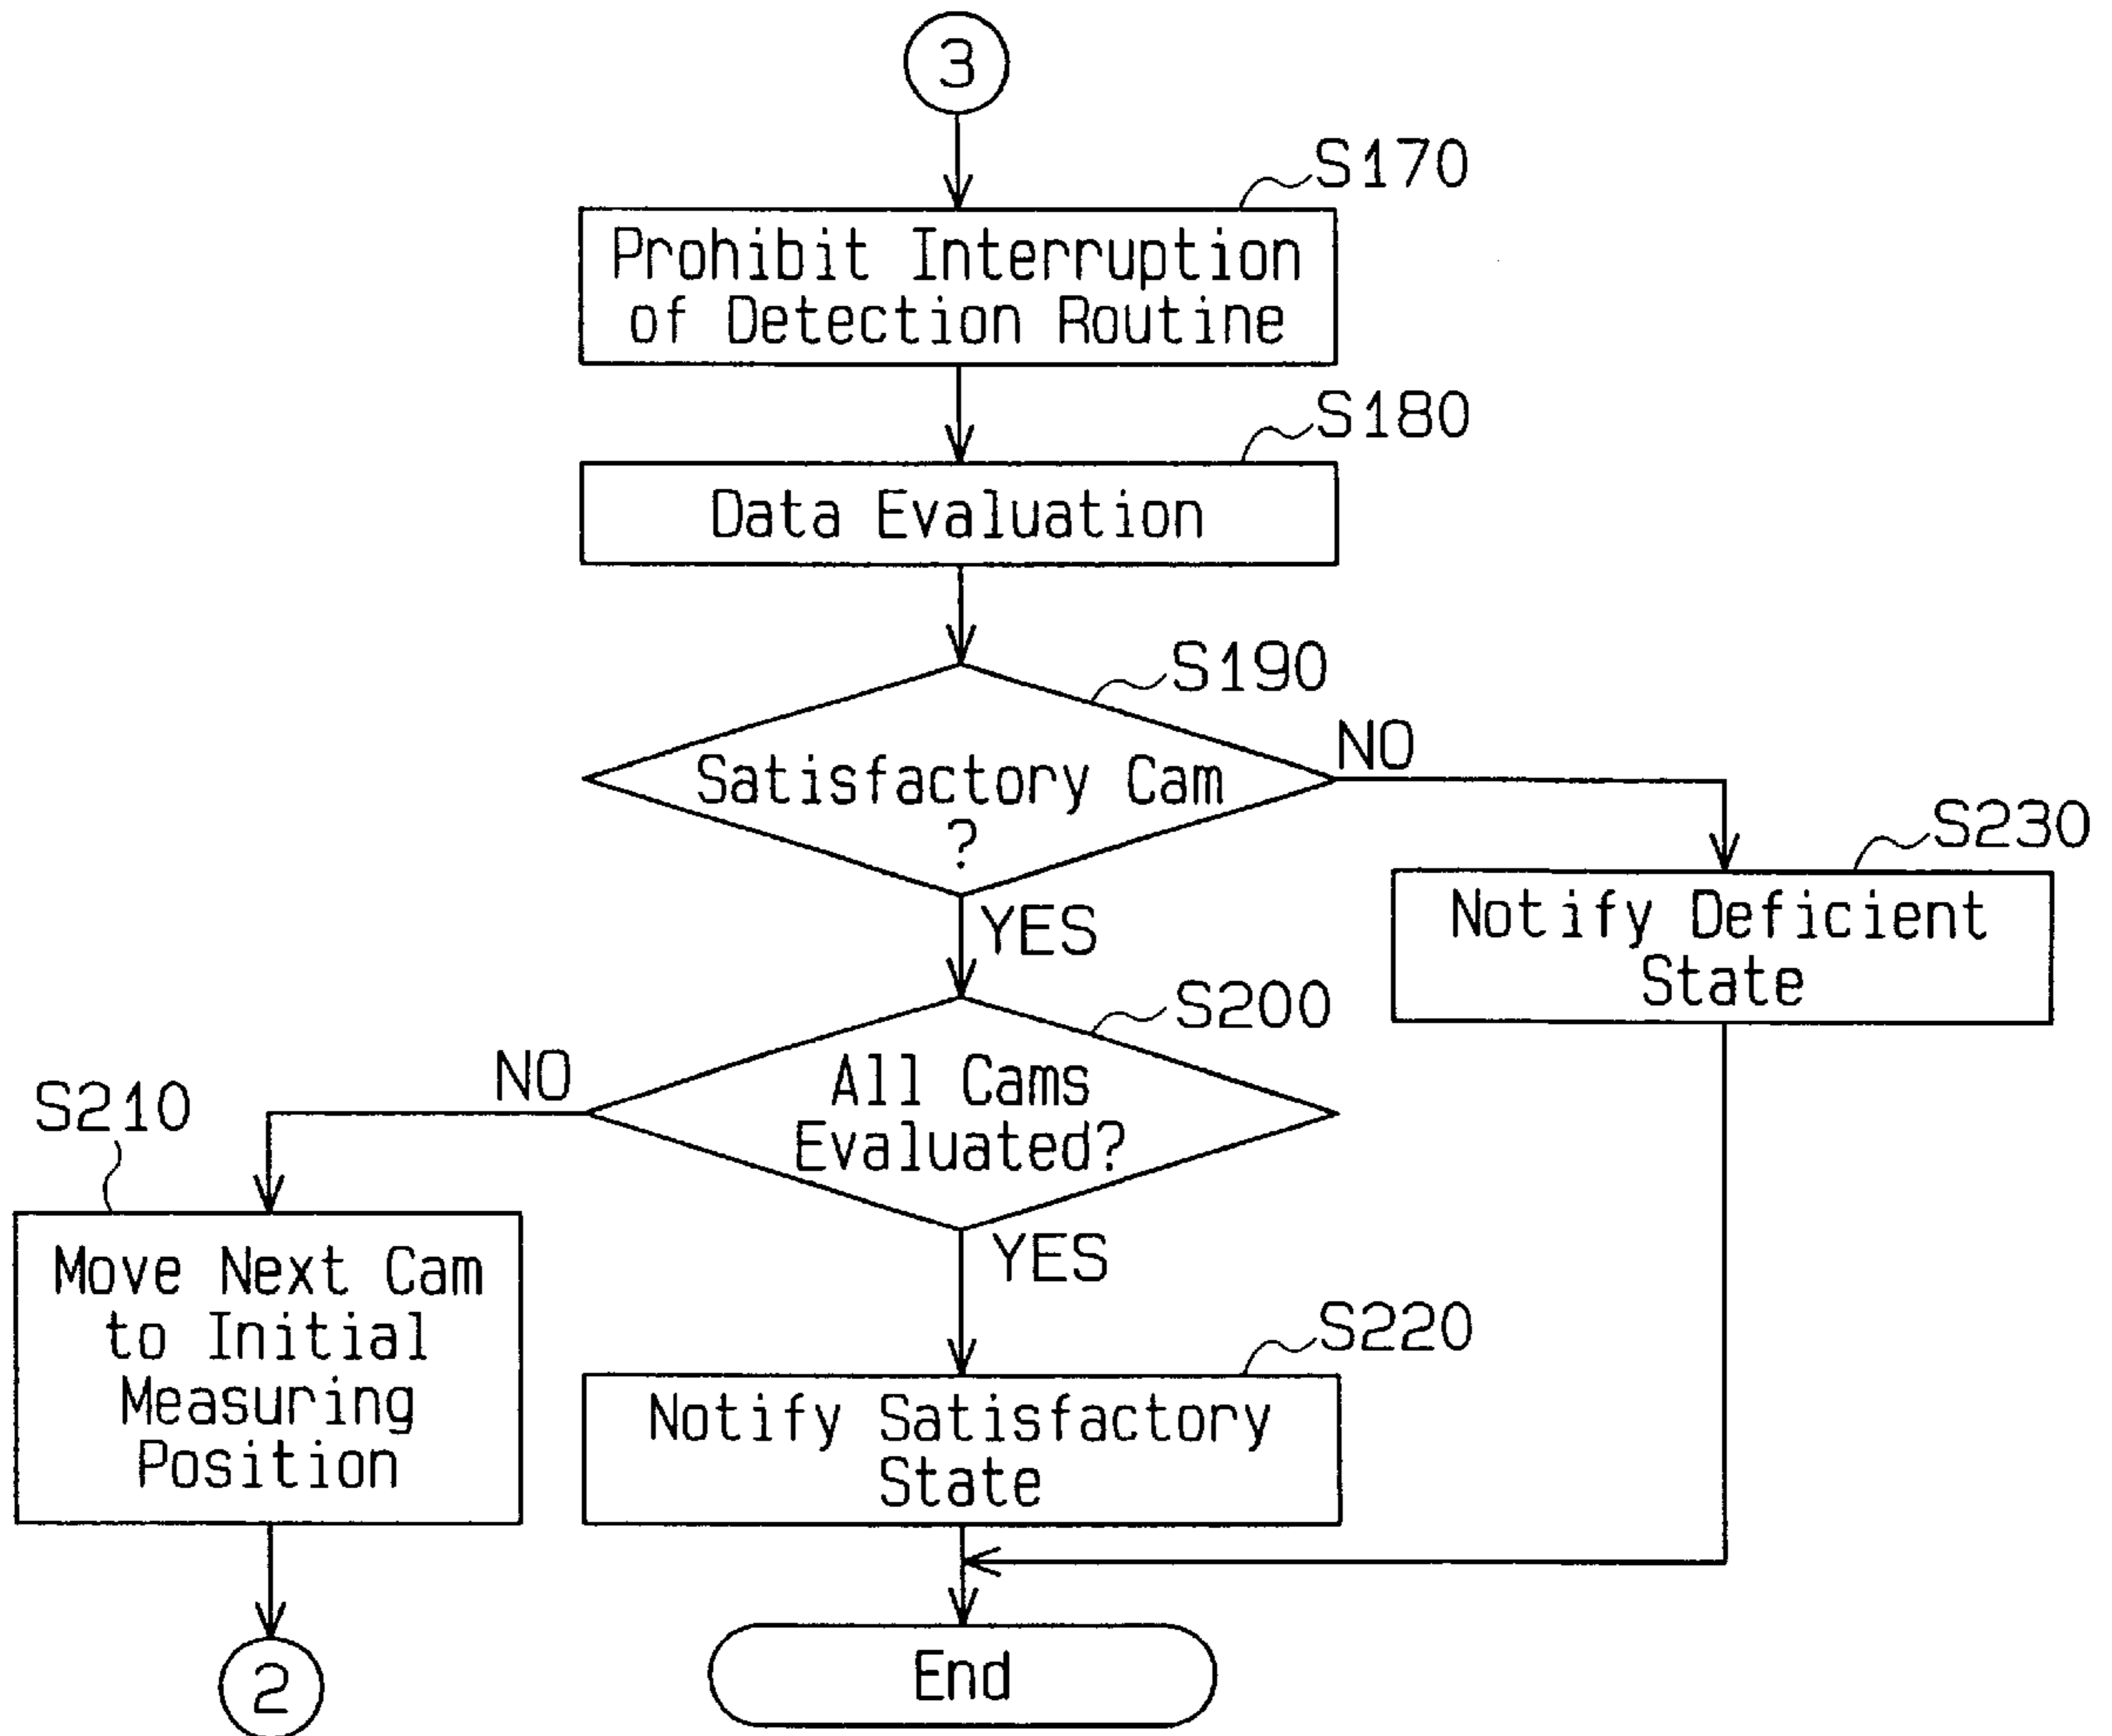 3
S170
Prohibit Interruption
of Detection Routine
S180
Data Evaluation
S190
Satisfactory Cam
?
NO
YES
S230
Notify Deficient
State
S200
All Cams
Evaluated?
NO
YES
S210
Move Next Cam
to Initial
Measuring
Position
S220
Notify Satisfactory
State
2
End